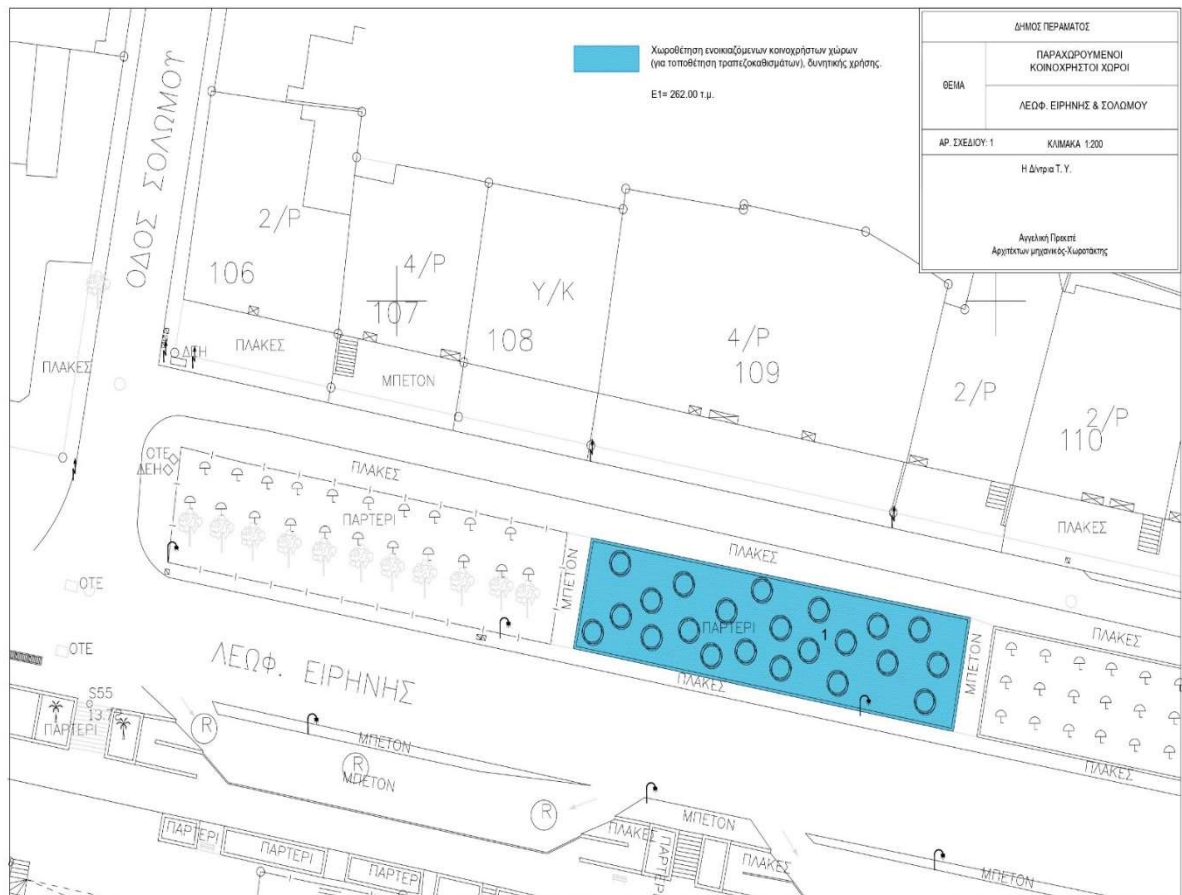 Χωροθέτηση ενοικιαζόμενων κοινοχρήστων χώρων
(για τοποθέτηση τραπεζοκαθισμάτων), δυνητικής χρήσης.
Ε1= 262.00 τ.μ.
ΔΗΜΟΣ ΠΕΡΑΜΑΤΟΣ
ΘΕΜΑ
ΠΑΡΑΧΩΡΟΥΜΕΝΟΙ
ΚΟΙΝΟΧΡΗΣΤΟΙ ΧΩΡΟΙ
ΛΕΩΦ. ΕΙΡΗΝΗΣ & ΣΟΛΩΜΟΥ
ΑΡ. ΣΧΕΔΙΟΥ: 1 ΚΛΙΜΑΚΑ 1:200
Η Δ/ντρια Τ. Υ.
Αγγελική Πρεκετέ
Αρχιτέκτων μηχανικός-Χωροτάκτης
ΟΔΟΣ ΣΟΛΩΜΟΥ
2/Ρ
106
4/Ρ
107
Υ/Κ
108
4/Ρ
109
2/Ρ
2/Ρ
110
ΠΛΑΚΕΣ
ΔΕΗ
ΠΛΑΚΕΣ
ΜΠΕΤΟΝ
ΠΛΑΚΕΣ
ΟΤΕ
ΔΕΗ
ΠΛΑΚΕΣ
ΠΑΡΤΕΡΙ
ΜΠΕΤΟΝ
ΠΛΑΚΕΣ
ΠΑΡΤΕΡΙ
1
ΠΛΑΚΕΣ
ΜΠΕΤΟΝ
ΠΛΑΚΕΣ
ΠΛΑΚΕΣ
ΟΤΕ
ΟΤΕ
ΛΕΩΦ. ΕΙΡΗΝΗΣ
S55
ΠΑΡΤΕΡΙ
R
ΜΠΕΤΟΝ
R
ΜΠΕΤΟΝ
R
ΜΠΕΤΟΝ
ΠΛΑΚΕΣ
ΠΑΡΤΕΡΙ
ΠΛΑΚΕΣ
ΜΠΕΤΟΝ
ΠΑΡΤΕΡΙ
ΠΑΡΤΕΡΙ
ΠΑΡΤΕΡΙ